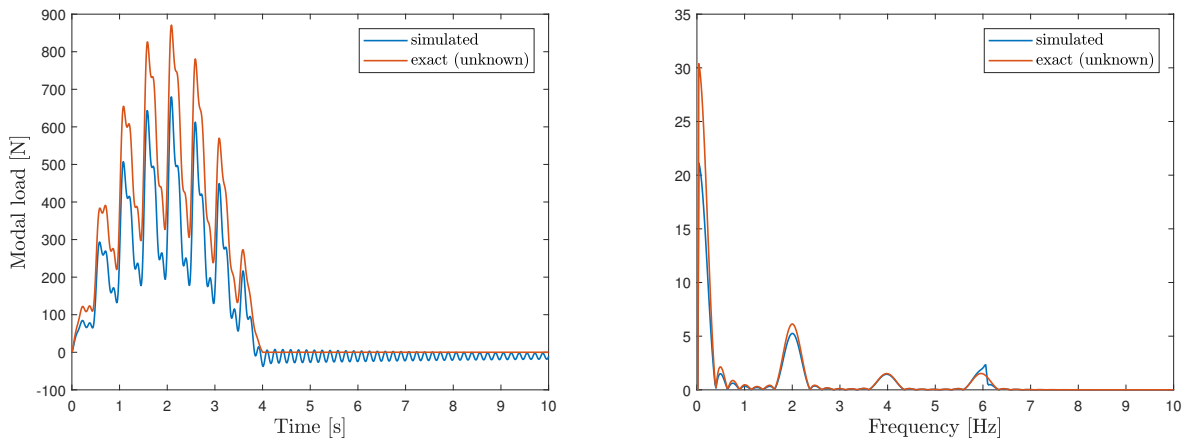 900
800
700
600
500
400
300
200
100
0
-100
Modal load [N]
0 1 2 3 4 5 6 7 8 9 10
Time [s]
simulated
exact (unknown)
35
30
25
20
15
10
5
0
0 1 2 3 4 5 6 7 8 9 10
Frequency [Hz]
simulated
exact (unknown)